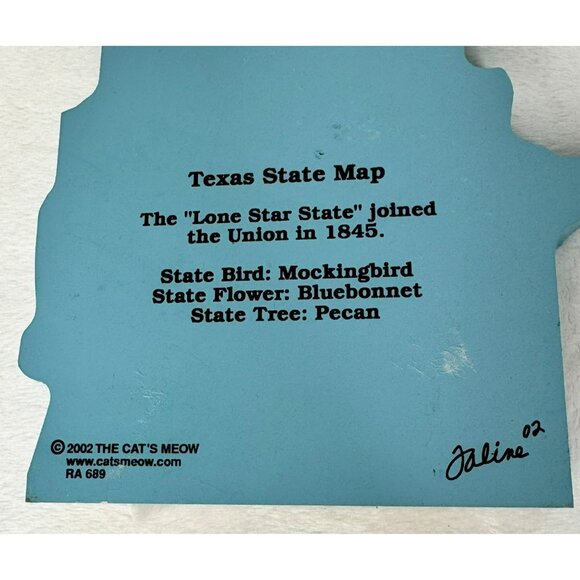 Texas State Map
The "Lone Star State" joined
the Union in 1845.
State Bird: Mockingbird
State Flower: Bluebonnet
State Tree: Pecan
© 2002 THE CAT'S MEOW
www.catsmeow.com
RA 689
Faline 02